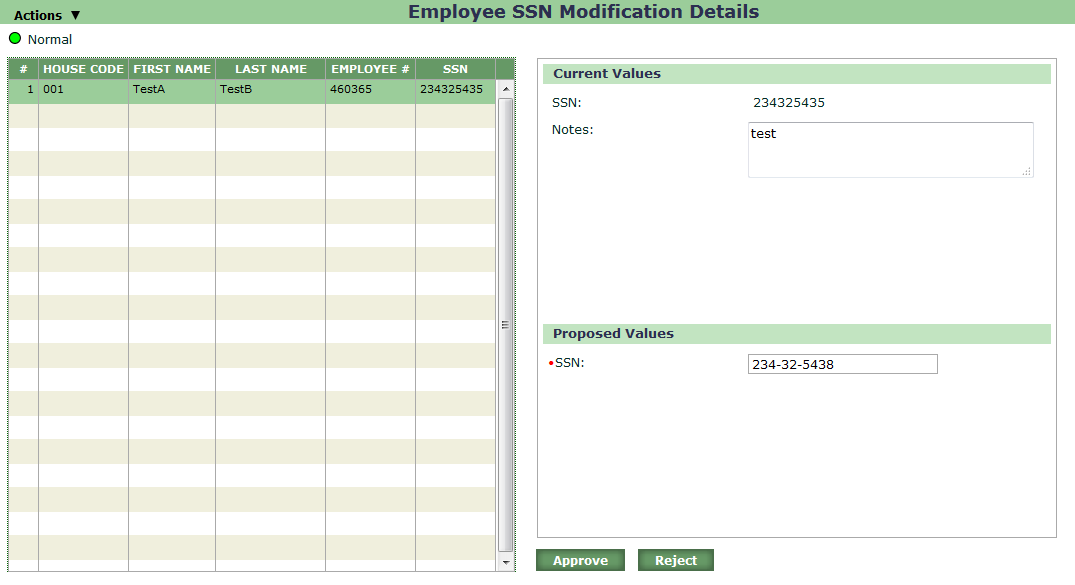 Actions ▼
Employee SSN Modification Details
Normal
# HOUSE CODE FIRST NAME LAST NAME EMPLOYEE # SSN
1 001 TestA TestB 460365 234325435
Current Values
SSN: 234325435
Notes: test
Proposed Values
•SSN: 234-32-5438
Approve Reject